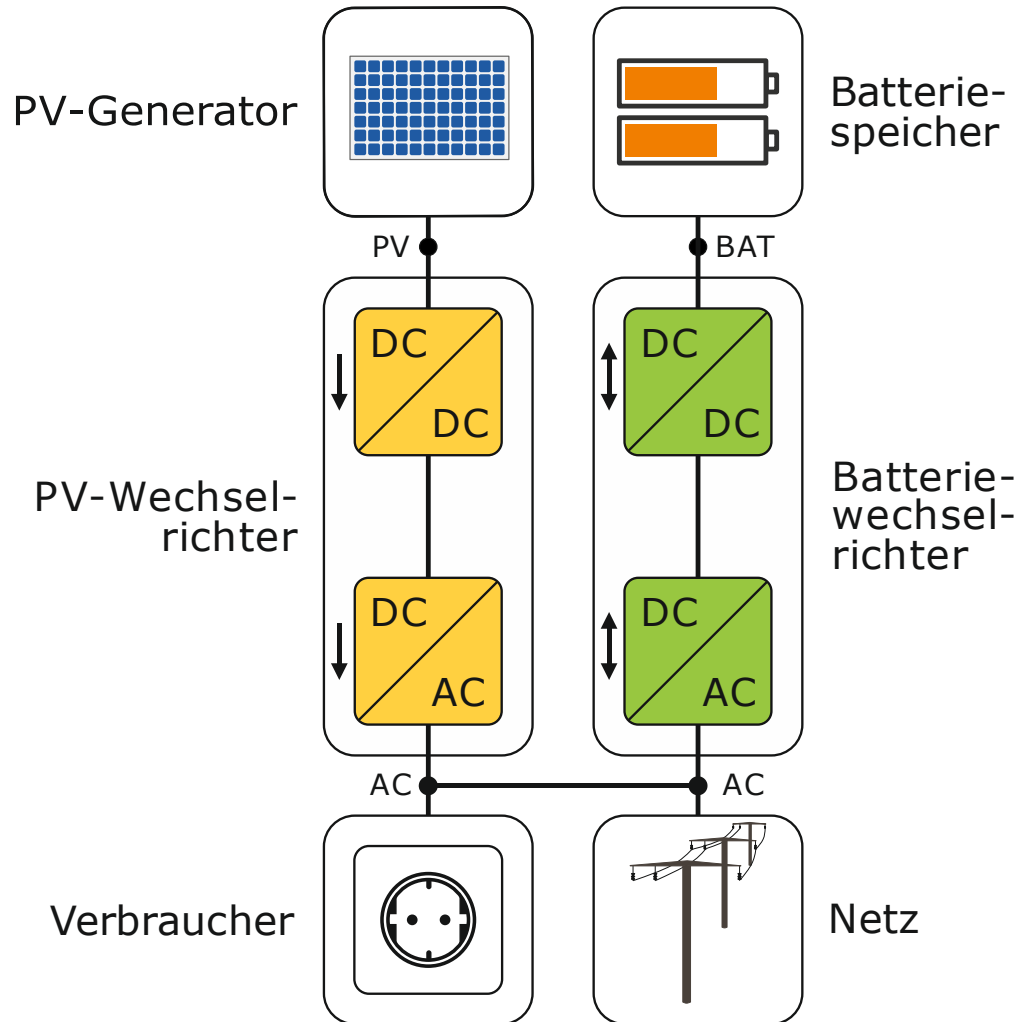 PV-Generator
Batterie-
speicher
PV
BAT
DC
DC
DC
DC
PV-Wechsel-
richter
Batterie-
wechsel-
richter
DC
AC
DC
AC
AC
AC
Verbraucher
Netz